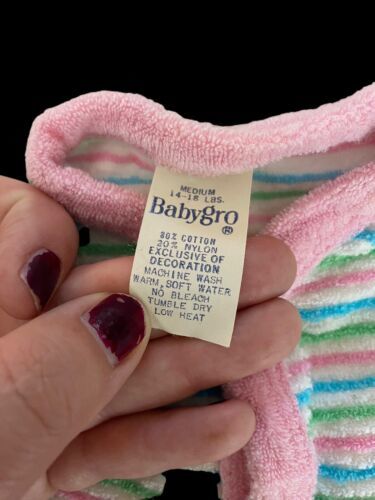 MEDIUM
14-18 LBS.
Babygro
®
80% COTTON
20% NYLON
EXCLUSIVE OF
DECORATION
MACHINE WASH
WARM, SOFT WATER
NO BLEACH
TUMBLE DRY
LOW HEAT